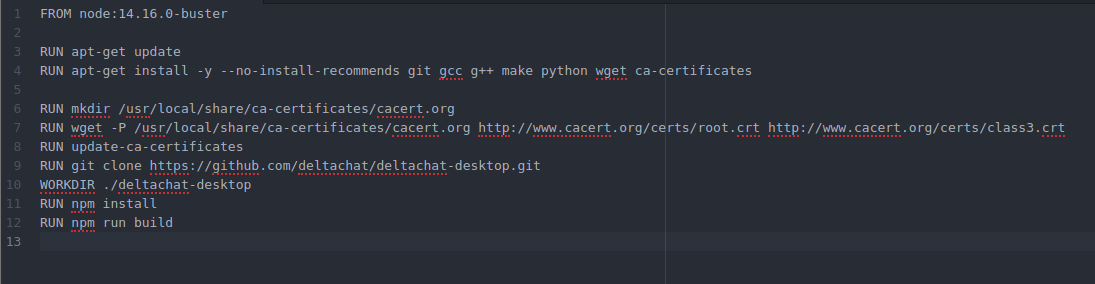 1 FROM node:14.16.0-buster
2
3 RUN apt-get update
4 RUN apt-get install -y --no-install-recommends git gcc g++ make python wget ca-certificates
5
6 RUN mkdir /usr/local/share/ca-certificates/cacert.org
7 RUN wget -P /usr/local/share/ca-certificates/cacert.org http://www.cacert.org/certs/root.crt http://www.cacert.org/certs/class3.crt
8 RUN update-ca-certificates
9 RUN git clone https://github.com/deltachat/deltachat-desktop.git
10 WORKDIR ./deltachat-desktop
11 RUN npm install
12 RUN npm run build
13